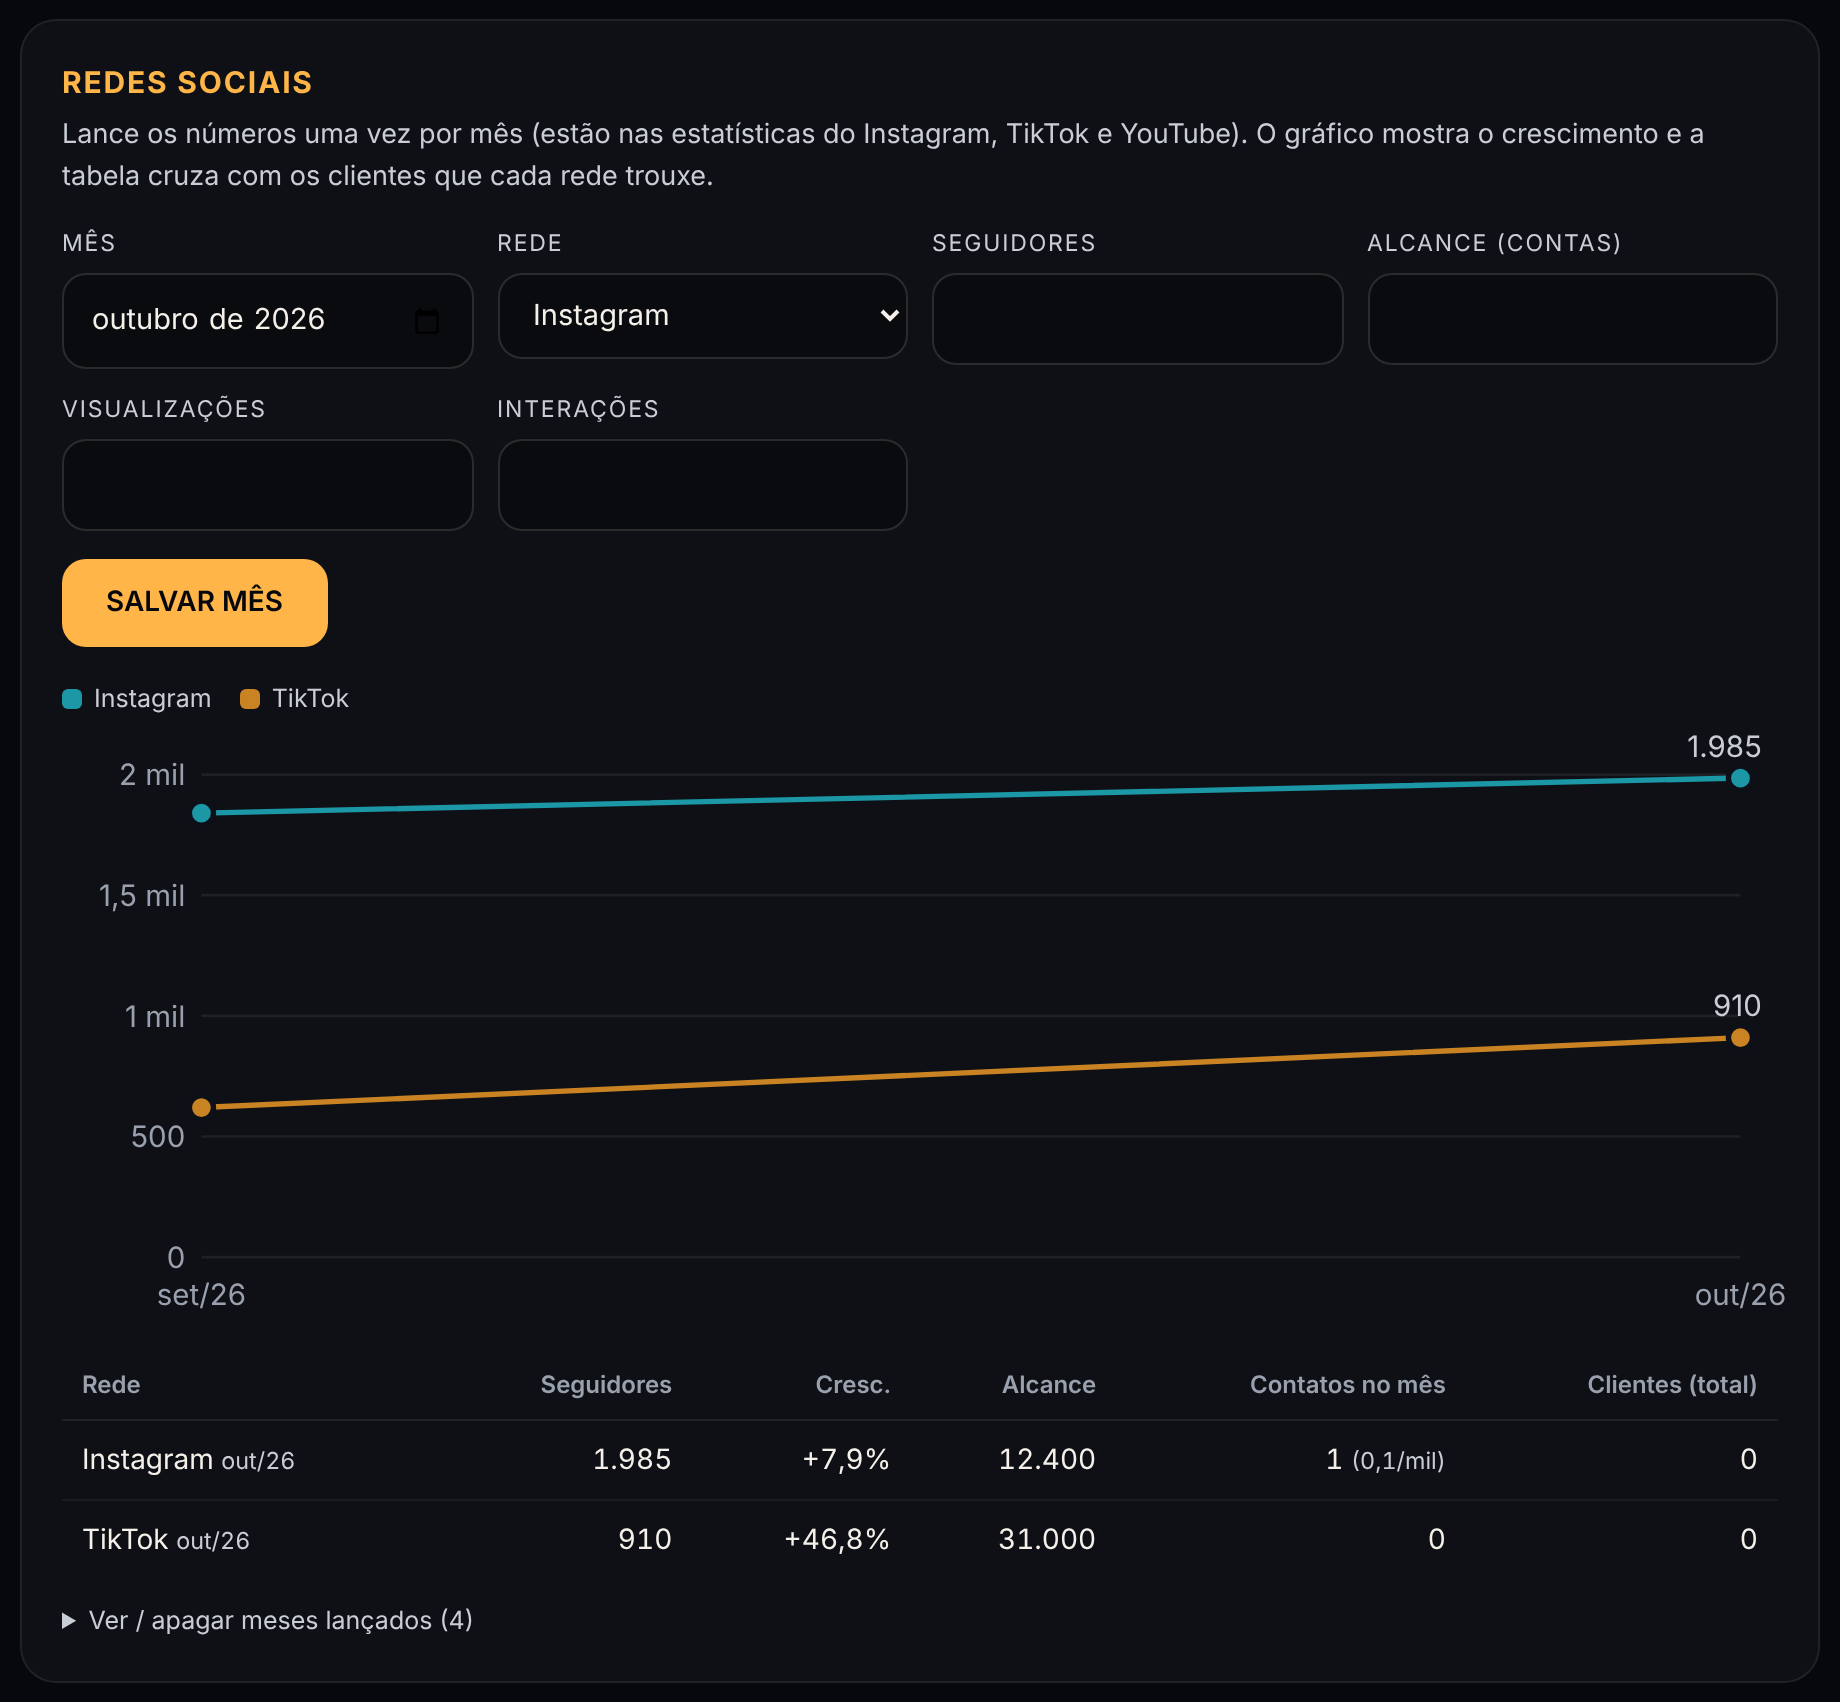 REDES SOCIAIS
Lance os números uma vez por mês (estão nas estatísticas do Instagram, TikTok e YouTube). O gráfico mostra o crescimento e a
tabela cruza com os clientes que cada rede trouxe.
MÊS REDE SEGUIDORES ALCANCE (CONTAS)
outubro de 2026 Instagram
VISUALIZAÇÕES INTERAÇÕES
SALVAR MÊS
Instagram TikTok
1.985
2 mil
1,5 mil
910
1 mil
500
0
set/26 out/26
Rede Seguidores Cresc. Alcance Contatos no mês Clientes (total)
Instagram out/26 1.985 +7,9% 12.400 1 (0,1/mil) 0
TikTok out/26 910 +46,8% 31.000 0 0
Ver / apagar meses lançados (4)